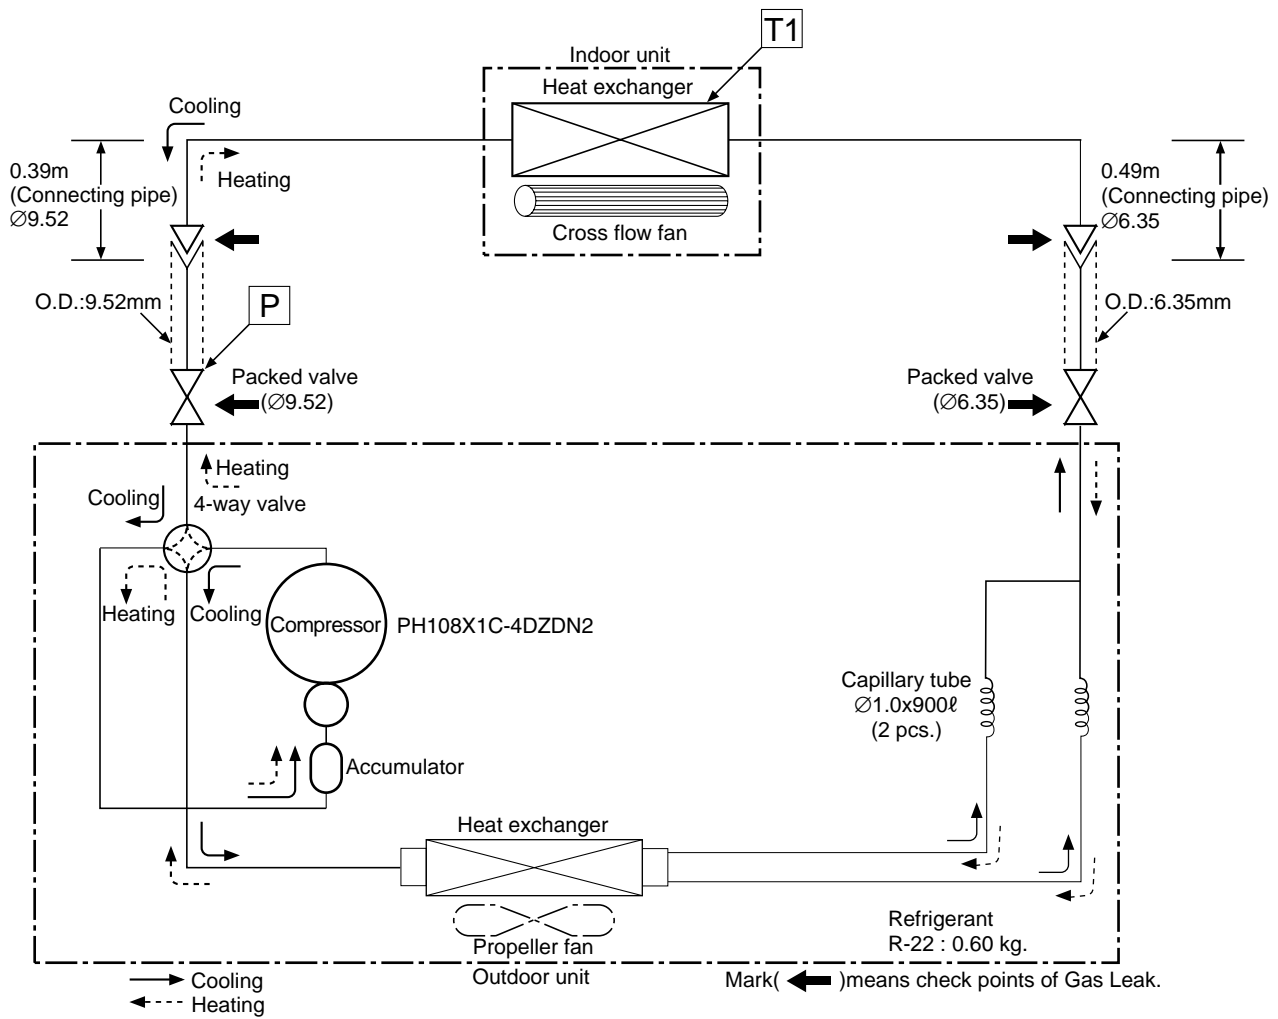 T1
Indoor unit
Heat exchanger
Cooling
Heating
0.39m
(Connecting pipe)
∅9.52
0.49m
(Connecting pipe)
∅6.35
Cross flow fan
O.D.:9.52mm
P
O.D.:6.35mm
Packed valve
(∅9.52)
Packed valve
(∅6.35)
Heating
Cooling
4-way valve
Heating
Cooling
Compressor
PH108X1C-4DZDN2
Capillary tube
∅1.0x900ℓ
(2 pcs.)
Accumulator
Heat exchanger
Propeller fan
Refrigerant
R-22 : 0.60 kg.
Outdoor unit
Cooling
Heating
Mark( )means check points of Gas Leak.